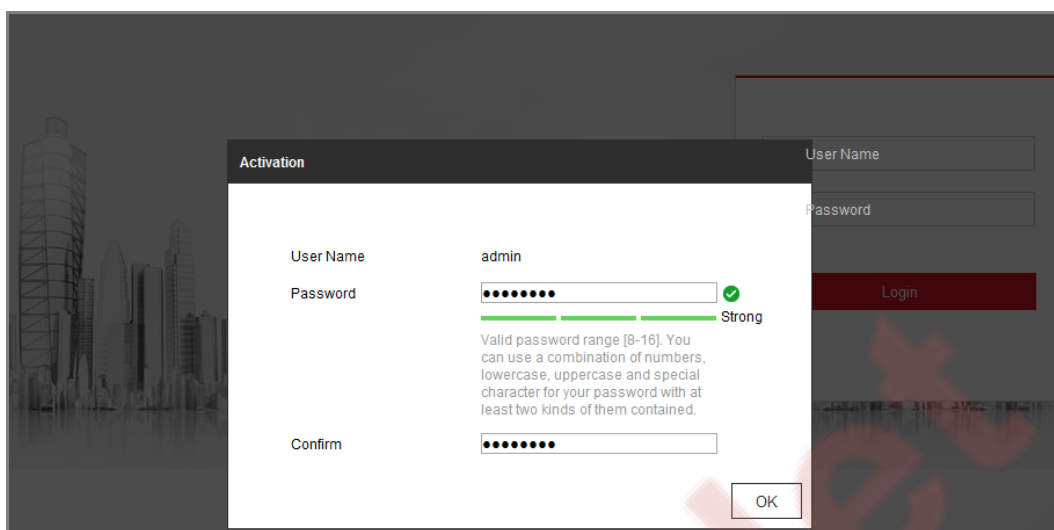 Activation
User Name
Password
Login
User Name admin
Password ●●●●●●●●
Strong
Valid password range [8-16]. You
can use a combination of numbers,
lowercase, uppercase and special
character for your password with at
least two kinds of them contained.
Confirm ●●●●●●●●
OK